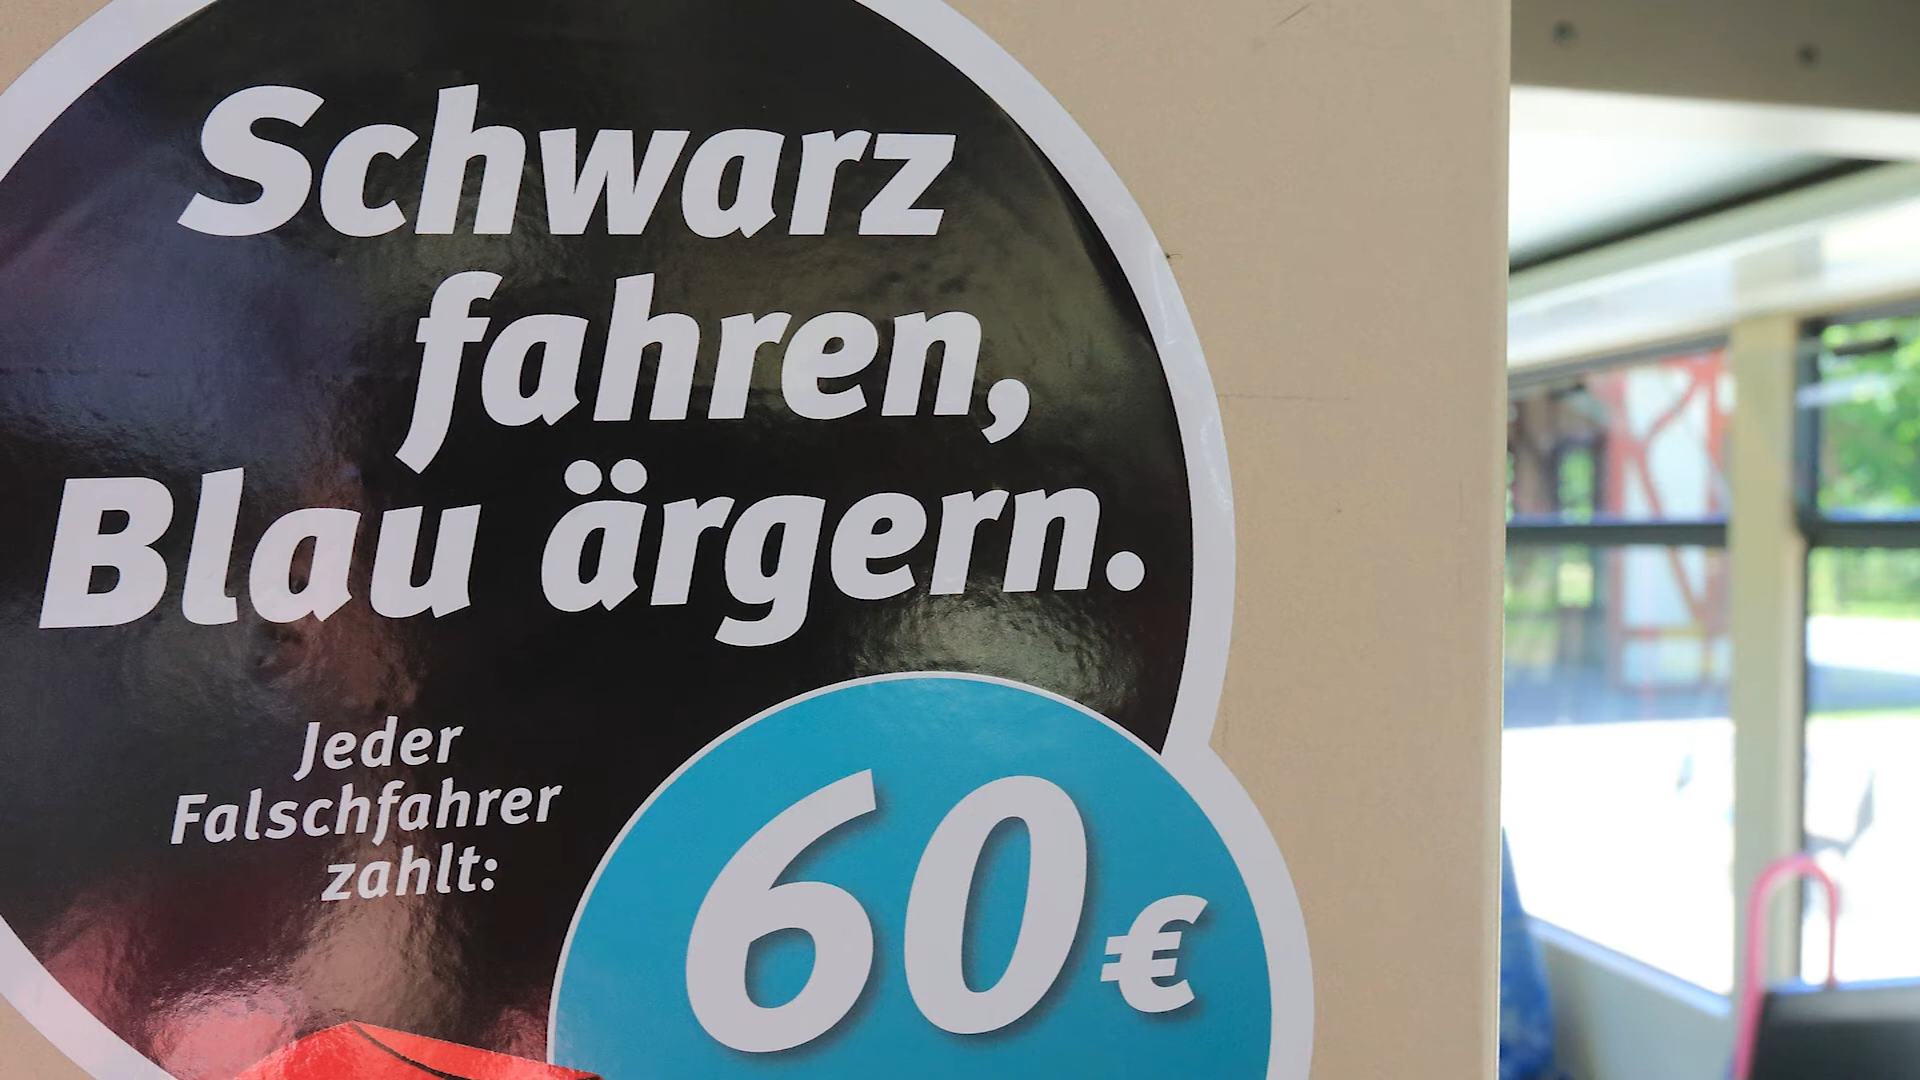 Schwarz
fahren,
Blau ärgern.
Jeder
Falschfahrer
zahlt:
60 €